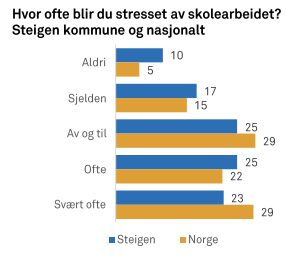 Hvor ofte blir du stresset av skolearbeidet?
Steigen kommune og nasjonalt
Aldri
10
5
Sjelden
17
15
Av og til
25
29
Ofte
25
22
Svært ofte
23
29
Steigen Norge